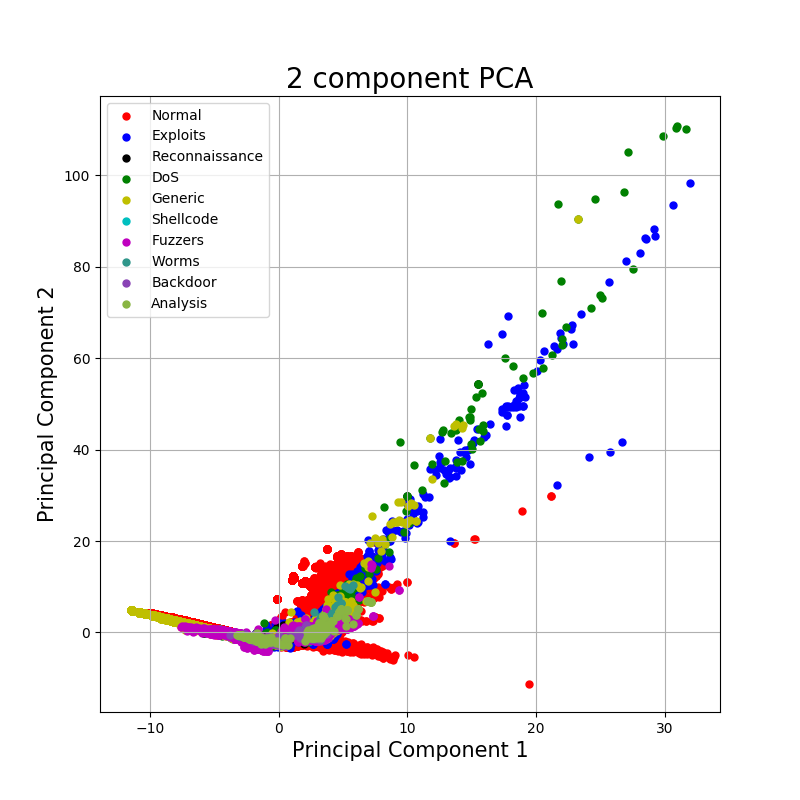 2 component PCA
Normal
Exploits
Reconnaissance
DoS
Generic
Shellcode
Fuzzers
Worms
Backdoor
Analysis
100
80
60
40
20
0
−10
0
10
20
30
Principal Component 2
Principal Component 1